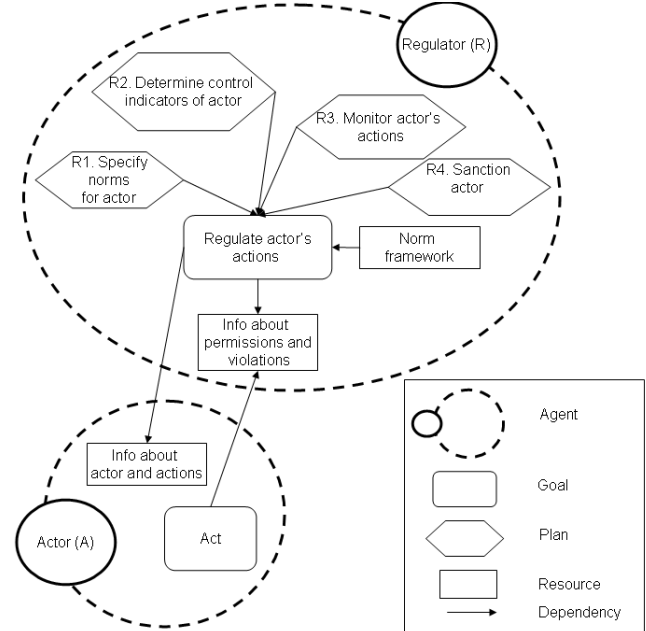 Regulator (R)
R2. Determine control
indicators of actor
R3. Monitor actor's
actions
R1. Specify
norms
for actor
R4. Sanction
actor
Regulate actor's
actions
Norm
framework
Info about
permissions and
violations
Info about
actor and actions
Actor (A)
Act
Agent
Goal
Plan
Resource
Dependency